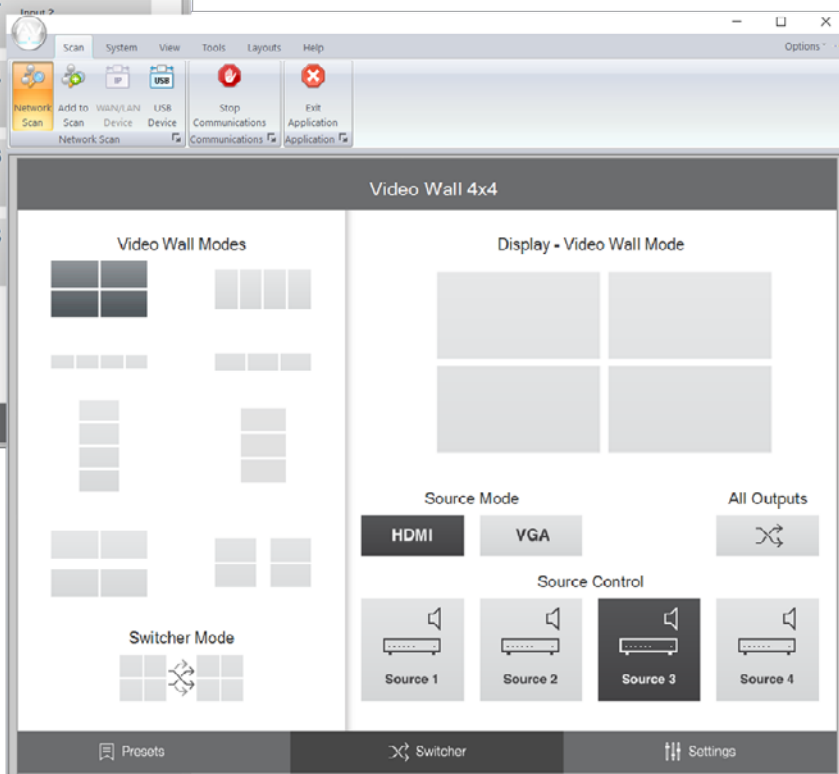 Input 2
Scan System View Tools Layouts Help
Options
Network Scan
Add to Scan
WAN/LAN Device
USB Device
Stop Communications
Exit Application
IP
USB
Network Scan
Communications
Application
Video Wall 4x4
Video Wall Modes
Display - Video Wall Mode
Source Mode
All Outputs
HDMI
VGA
Source Control
Switcher Mode
Source 1
Source 2
Source 3
Source 4
Presets
Switcher
Settings